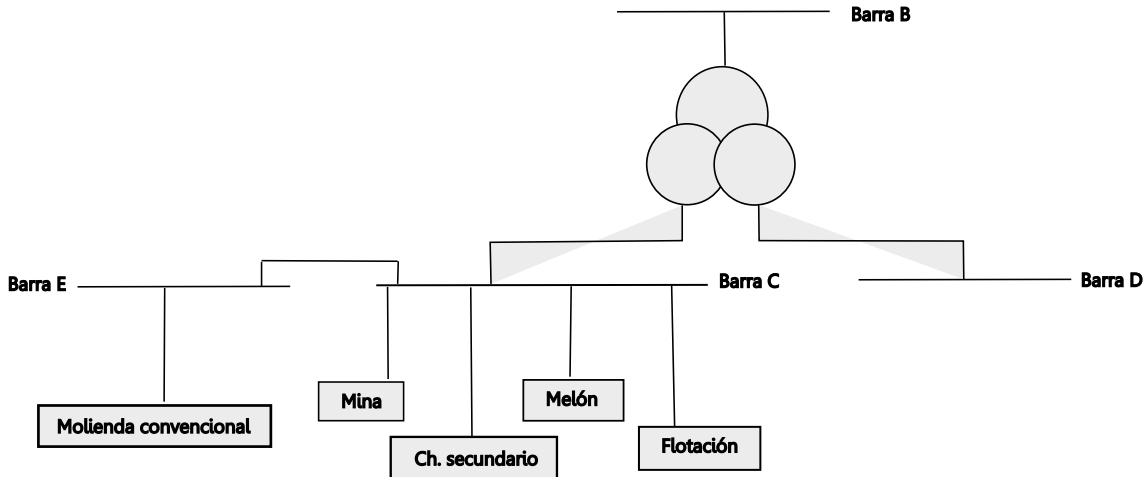 Barra B
Barra E
Barra C
Barra D
Mina
Melón
Molienda convencional
Flotación
Ch. secundario